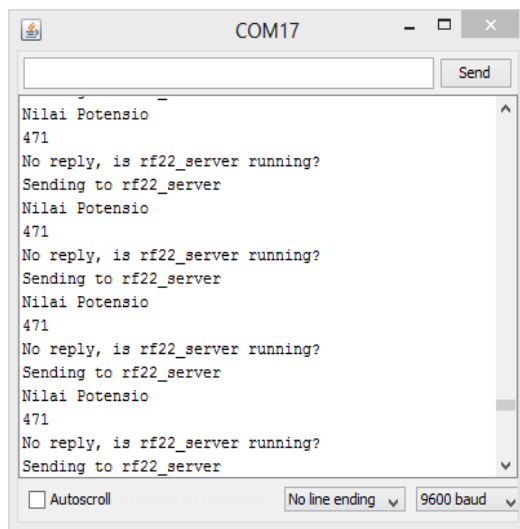 COM17
Send
Nilai Potensio
471
No reply, is rf22_server running?
Sending to rf22_server
Nilai Potensio
471
No reply, is rf22_server running?
Sending to rf22_server
Nilai Potensio
471
No reply, is rf22_server running?
Sending to rf22_server
Nilai Potensio
471
No reply, is rf22_server running?
Sending to rf22_server
Autoscroll
No line ending
9600 baud